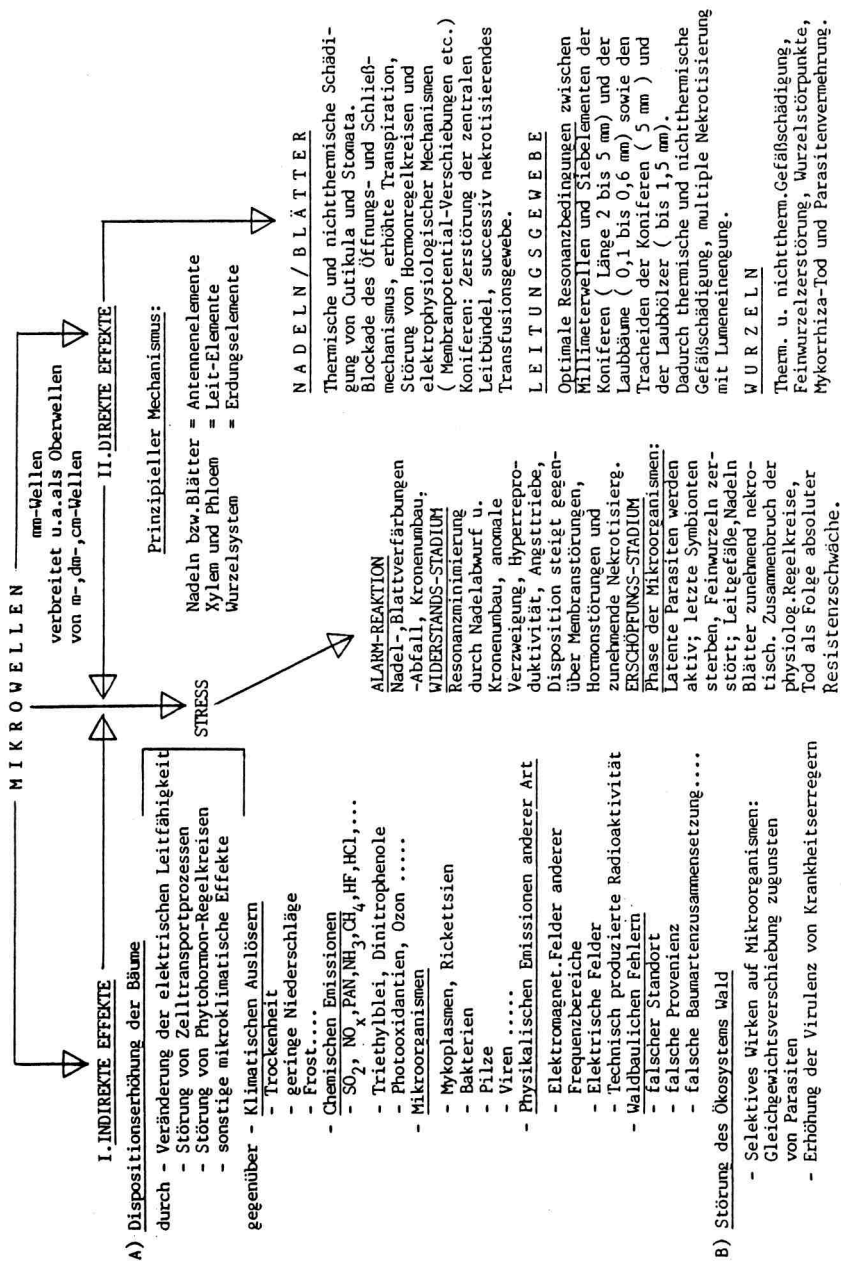 MIKROWELLEN
mm-Wellen
verbreitet u.a.als Oberwellen
von m-,dm-,cm-Wellen
I.INDIREKTE EFFEKTE
A) Dispositionserhöhung der Bäume
durch - Veränderung der elektrischen Leitfähigkeit
- Störung von Zelltransportprozessen
- Störung von Phytohormon-Regelkreisen
- sonstige mikroklimatische Effekte
gegenüber - Klimatischen Auslösern
- Trockenheit
- geringe Niederschläge
- Frost....
- Chemischen Emissionen
- SO2, NOx,PAN,NH3,CH4,HF,HCl,...
- Triethylblei, Dinitrophenole
- Photooxidantien, Ozon .....
- Mikroorganismen
- Mykoplasmen, Rickettsien
- Bakterien
- Pilze
- Viren .....
- Physikalischen Emissionen anderer Art
- Elektromagnet.Felder anderer
Frequenzbereiche
- Elektrische Felder
- Technisch produzierte Radioaktivität
- Waldbaulichen Fehlern
- falscher Standort
- falsche Provenienz
- falsche Baumartenzusammensetzung....
B) Störung des Ökosystems Wald
- Selektives Wirken auf Mikroorganismen:
Gleichgewichtsverschiebung zugunsten
von Parasiten
- Erhöhung der Virulenz von Krankheitserregern
STRESS
ALARM-REAKTION
Nadel-,Blattverfärbungen
-Abfall, Kronenumbau,
WIDERSTANDS-STADIUM
Resonanzminimierung
durch Nadelabwurf u.
Kronenumbau, anomale
Verzweigung, Hyperrepro-
duktivität, Angsttriebe,
Disposition steigt gegen-
über Membranstörungen,
Hormonstörungen und
zunehmende Nekrotisierg.
ERSCHÖPFUNGS-STADIUM
Phase der Mikroorganismen:
Latente Parasiten werden
aktiv; letzte Symbionten
sterben, Feinwurzeln zer-
stört; Leitgefäße,Nadeln
Blätter zunehmend nekro-
tisch. Zusammenbruch der
physiolog.Regelkreise,
Tod als Folge absoluter
Resistenzschwäche.
II.DIREKTE EFFEKTE
Prinzipieller Mechanismus:
Nadeln bzw.Blätter = Antennenelemente
Xylem und Phloem = Leit-Elemente
Wurzelsystem = Erdungselemente
NADELN/BLÄTTER
Thermische und nichtthermische Schädi-
gung von Cutikula und Stomata.
Blockade des Öffnungs- und Schließ-
mechanismus, erhöhte Transpiration,
Störung von Hormonregelkreisen und
elektrophysiologischer Mechanismen
( Membranpotential-Verschiebungen etc.)
Koniferen: Zerstörung der zentralen
Leitbündel, successiv nekrotisierendes
Transfusionsgewebe.
LEITUNGSGEWEBE
Optimale Resonanzbedingungen zwischen
Millimeterwellen und Siebelementen der
Koniferen ( Länge 2 bis 5 mm) und der
Laubbäume ( 0,1 bis 0,6 mm) sowie den
Tracheiden der Koniferen ( 5 mm ) und
der Laubhölzer ( bis 1,5 mm).
Dadurch thermische und nichtthermische
Gefäßschädigung, multiple Nekrotisierung
mit Lumeneinengung.
WURZELN
Therm. u. nichttherm.Gefäßschädigung,
Feinwurzelzerstörung, Wurzelstörpunkte,
Mykorrhiza-Tod und Parasitenvermehrung.